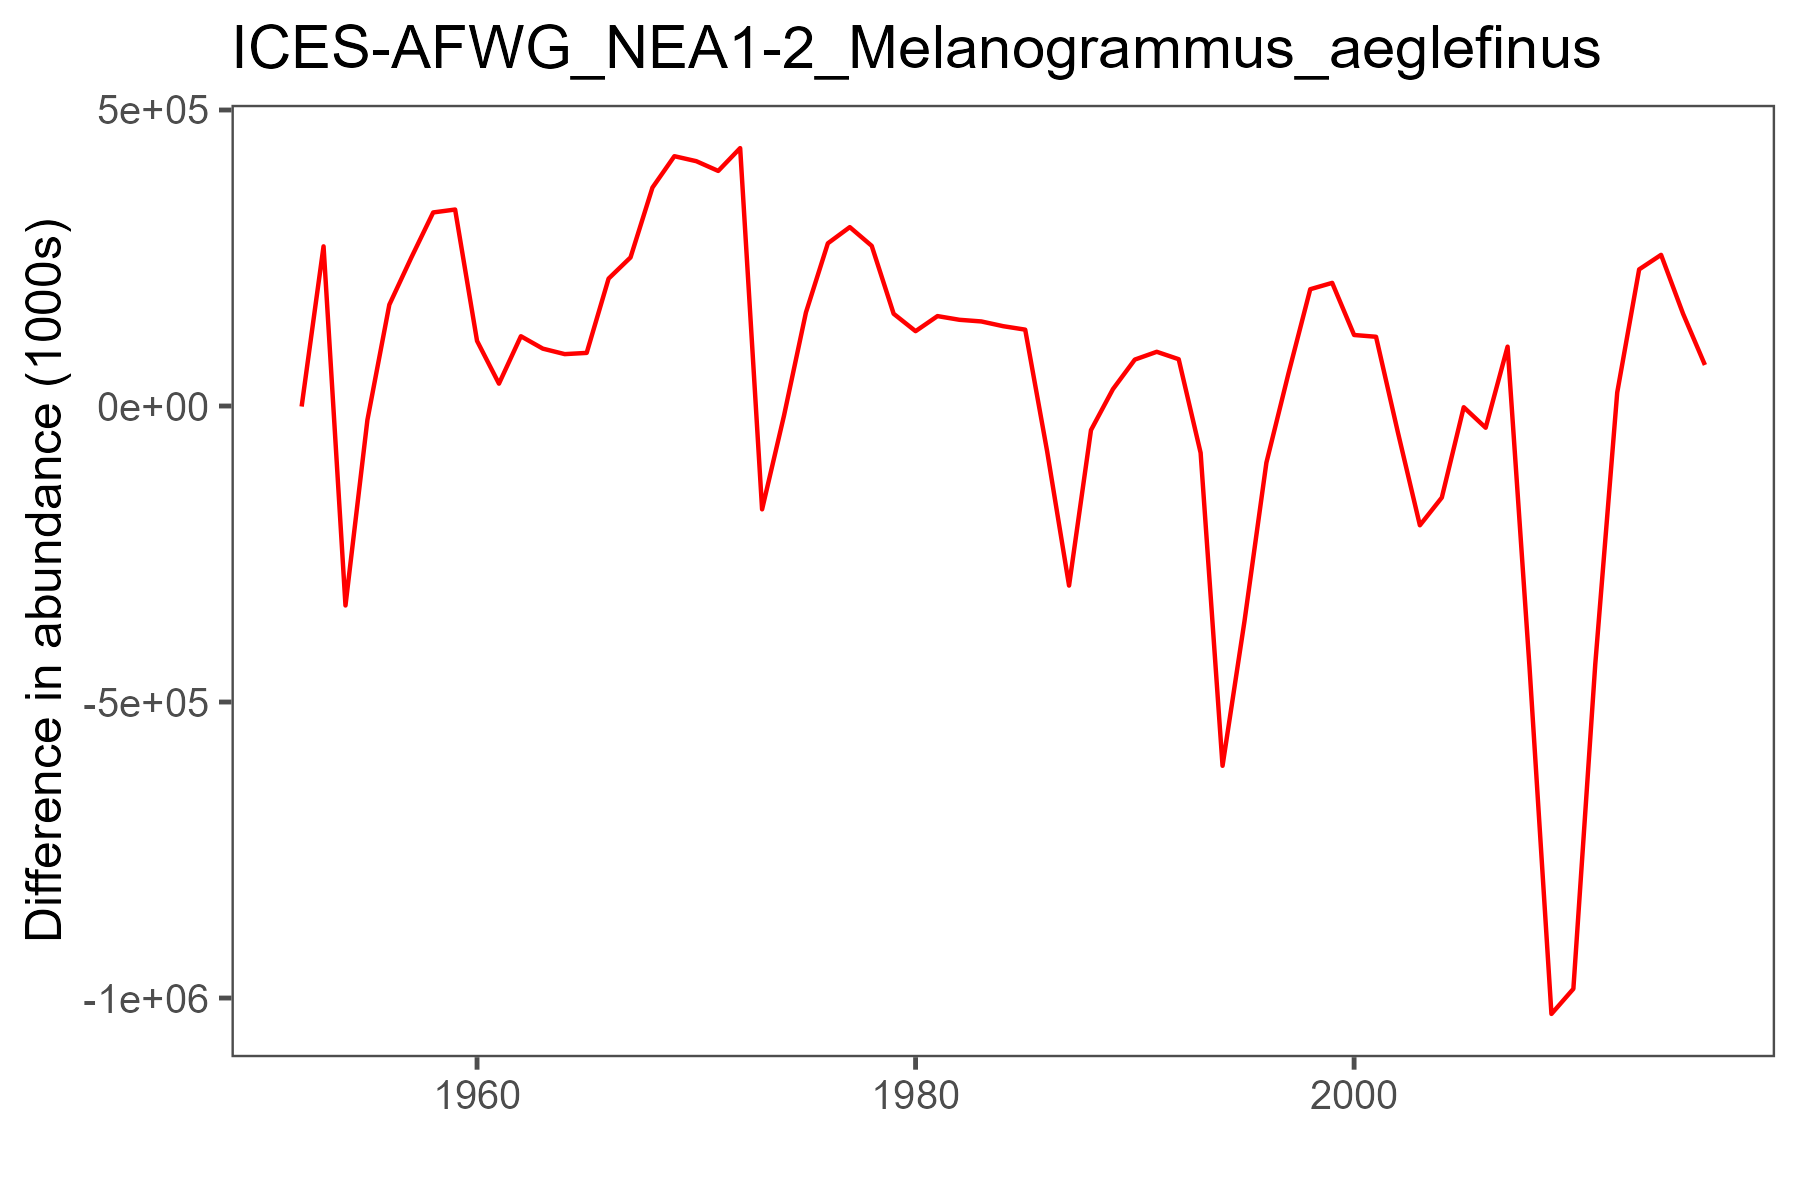 ICES-AFWG_NEA1-2_Melanogrammus_aeglefinus
Difference in abundance (1000s)
5e+05
0e+00
-5e+05
-1e+06
1960
1980
2000